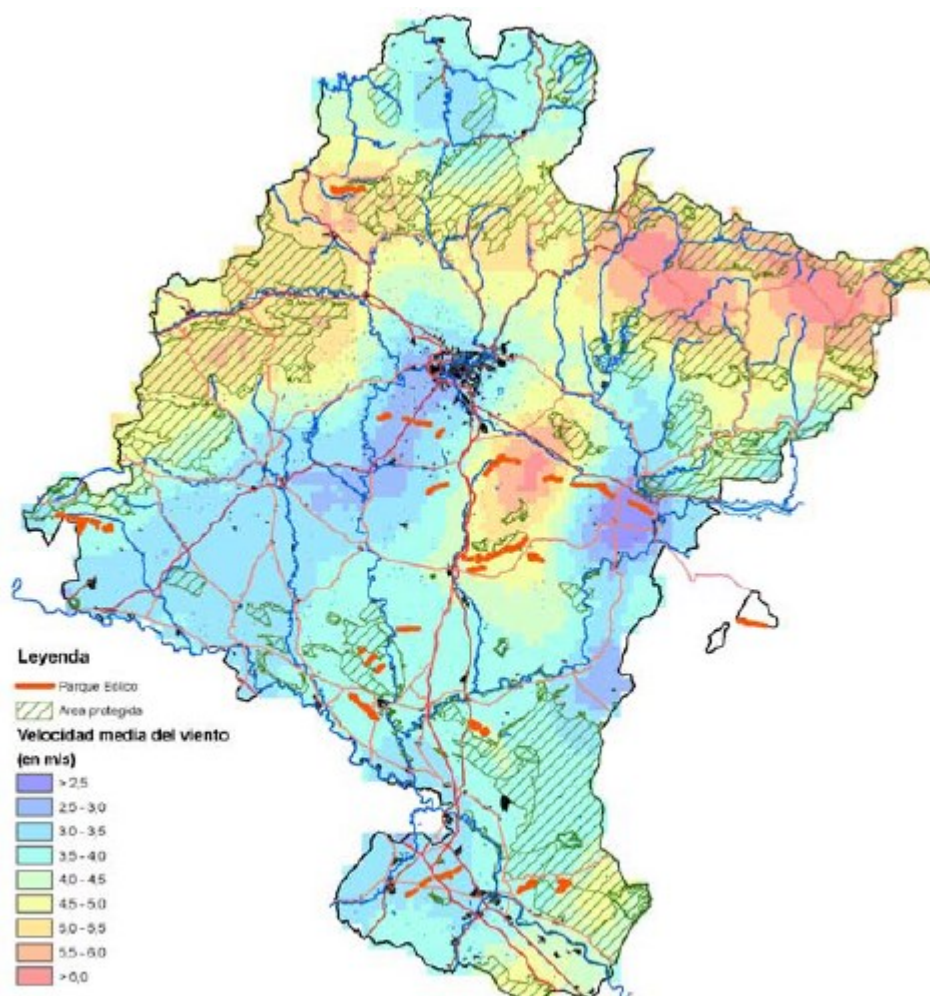 Leyenda
Parque Eólico
Area protegida
Velocidad media del viento
(en m/s)
> 2,5
2,5 - 3,0
3,0 - 3,5
3,5 - 4,0
4,0 - 4,5
4,5 - 5,0
5,0 - 5,5
5,5 - 6,0
> 6,0